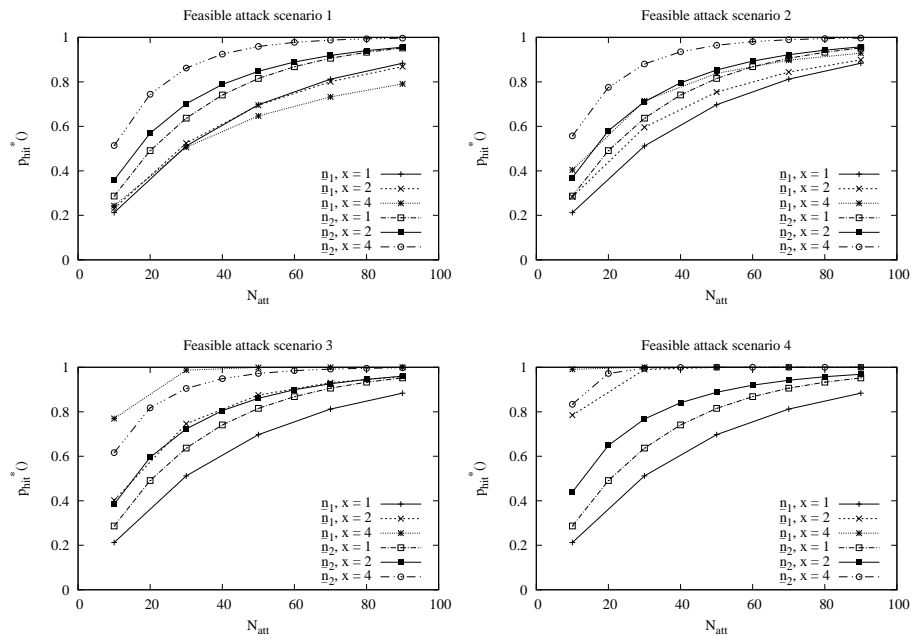 Feasible attack scenario 1
1
0.8
0.6
0.4
0.2
0
p_hit^*()
n_1, x = 1
n_1, x = 2
n_1, x = 4
n_2, x = 1
n_2, x = 2
n_2, x = 4
0 20 40 60 80 100
N_att
Feasible attack scenario 2
1
0.8
0.6
0.4
0.2
0
p_hit^*()
n_1, x = 1
n_1, x = 2
n_1, x = 4
n_2, x = 1
n_2, x = 2
n_2, x = 4
0 20 40 60 80 100
N_att
Feasible attack scenario 3
1
0.8
0.6
0.4
0.2
0
p_hit^*()
n_1, x = 1
n_1, x = 2
n_1, x = 4
n_2, x = 1
n_2, x = 2
n_2, x = 4
0 20 40 60 80 100
N_att
Feasible attack scenario 4
1
0.8
0.6
0.4
0.2
0
p_hit^*()
n_1, x = 1
n_1, x = 2
n_1, x = 4
n_2, x = 1
n_2, x = 2
n_2, x = 4
0 20 40 60 80 100
N_att